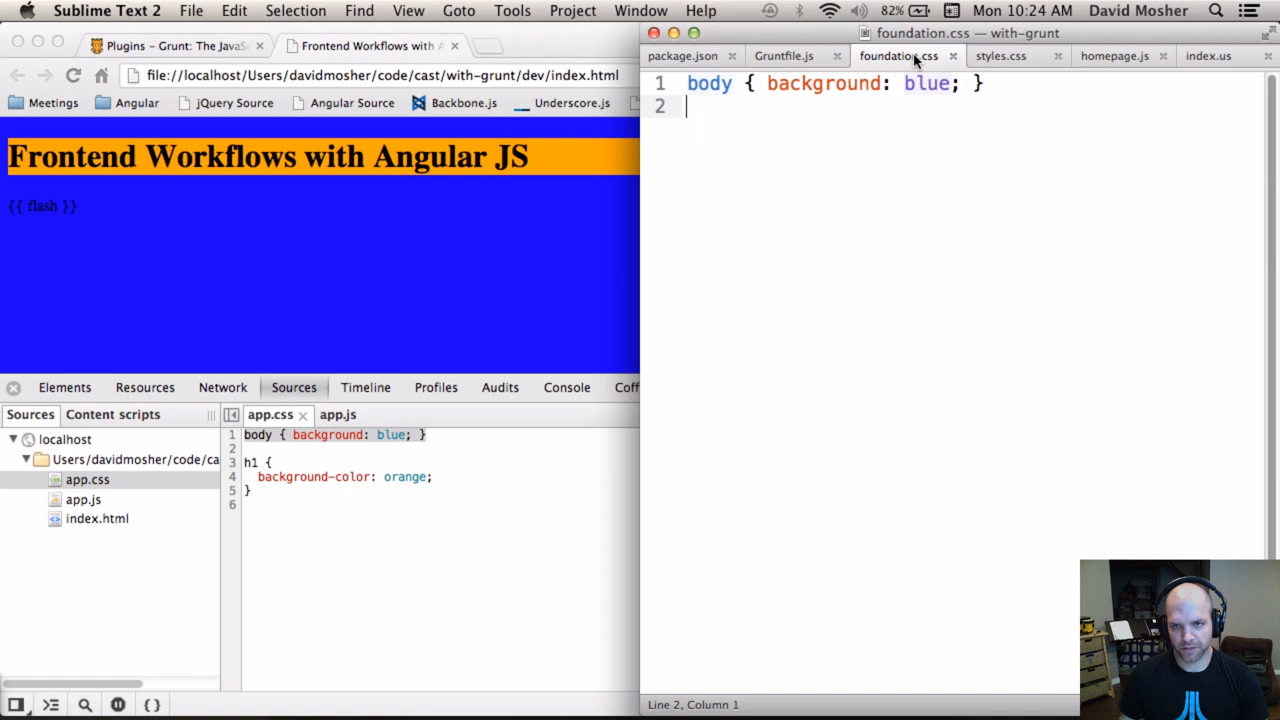 Sublime Text 2 File Edit Selection Find View Goto Tools Project Window Help 82% Mon 10:24 AM David Mosher
Plugins – Grunt: The JavaS
Frontend Workflows with A
file://localhost/Users/davidmosher/code/cast/with-grunt/dev/index.html
Meetings Angular jQuery Source Angular Source Backbone.js Underscore.js
Frontend Workflows with Angular JS
{{ flash }}
Elements Resources Network Sources Timeline Profiles Audits Console Coff
Sources Content scripts
app.css app.js
localhost
Users/davidmosher/code/ca
app.css
app.js
index.html
1 body { background: blue; }
2
3 h1 {
4 background-color: orange;
5 }
6
foundation.css — with-grunt
package.json Gruntfile.js foundation.css styles.css homepage.js index.us
1 body { background: blue; }
2
Line 2, Column 1